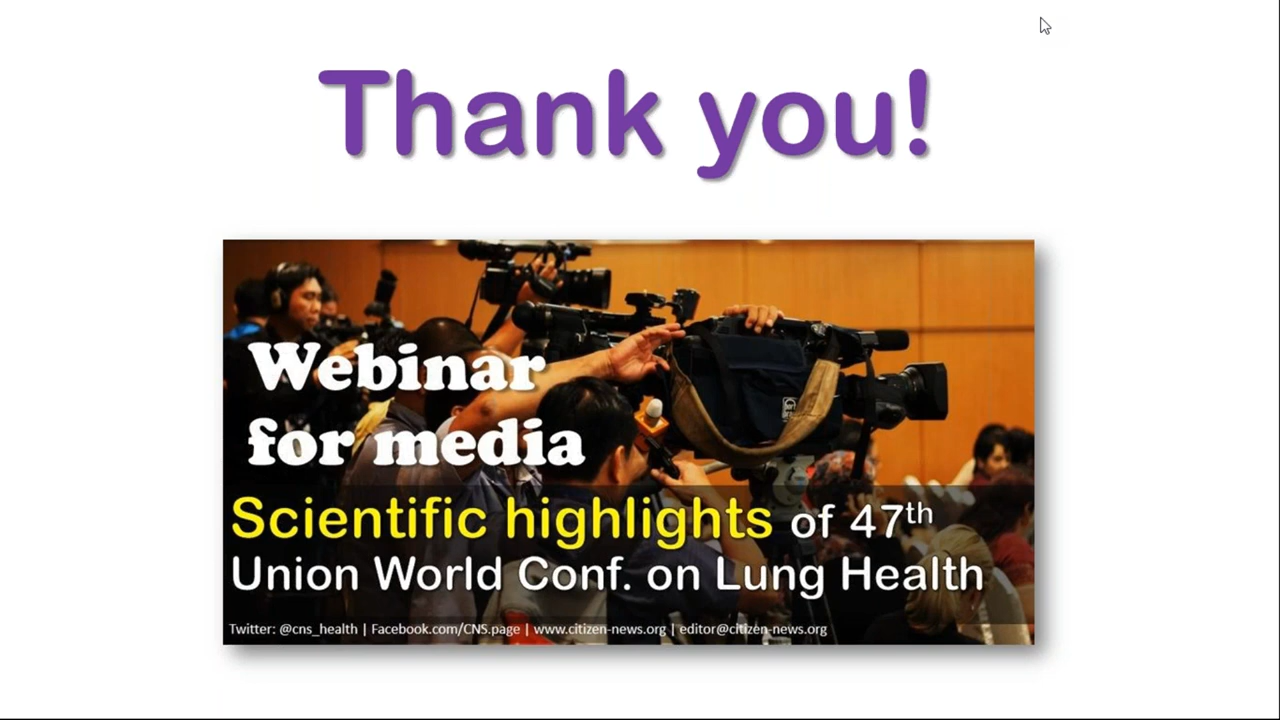 Thank you!
Webinar
for media
Scientific highlights of 47th
Union World Conf. on Lung Health
Twitter: @cns_health | Facebook.com/CNS.page | www.citizen-news.org | editor@citizen-news.org